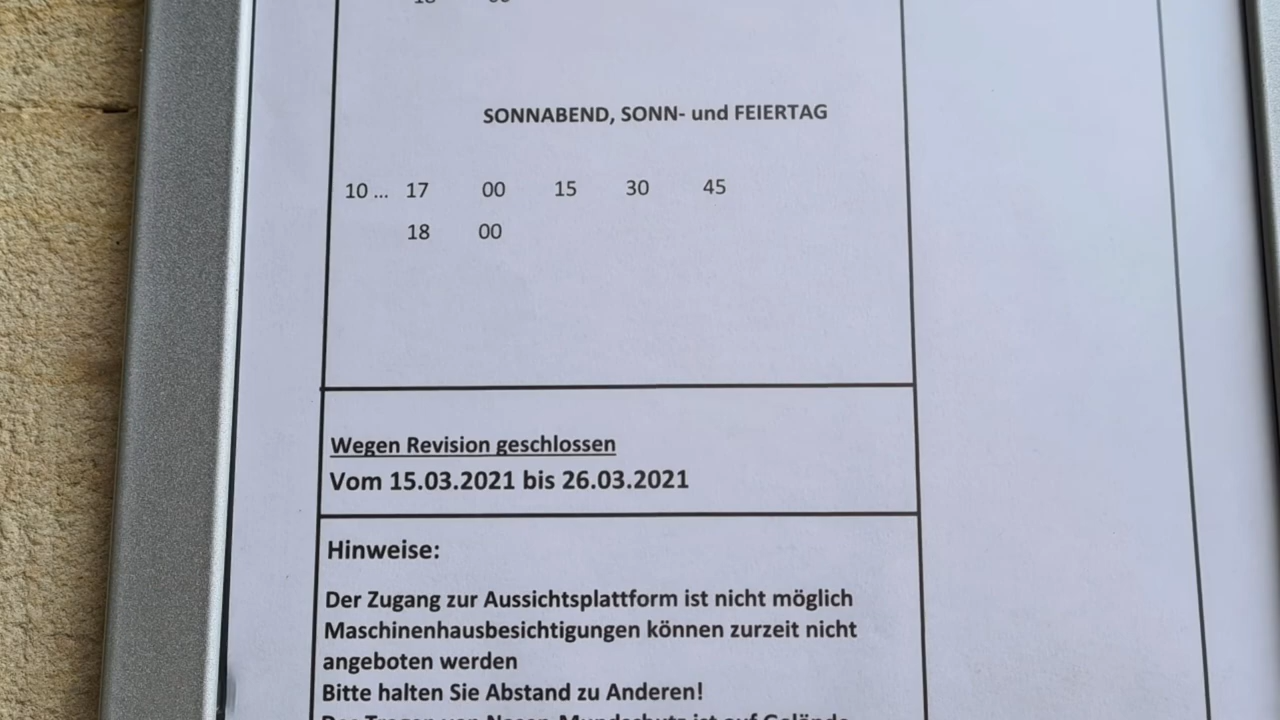 SONNABEND, SONN- und FEIERTAG
10 ... 17 00 15 30 45
18 00
Wegen Revision geschlossen
Vom 15.03.2021 bis 26.03.2021
Hinweise:
Der Zugang zur Aussichtsplattform ist nicht möglich
Maschinenhausbesichtigungen können zurzeit nicht
angeboten werden
Bitte halten Sie Abstand zu Anderen!